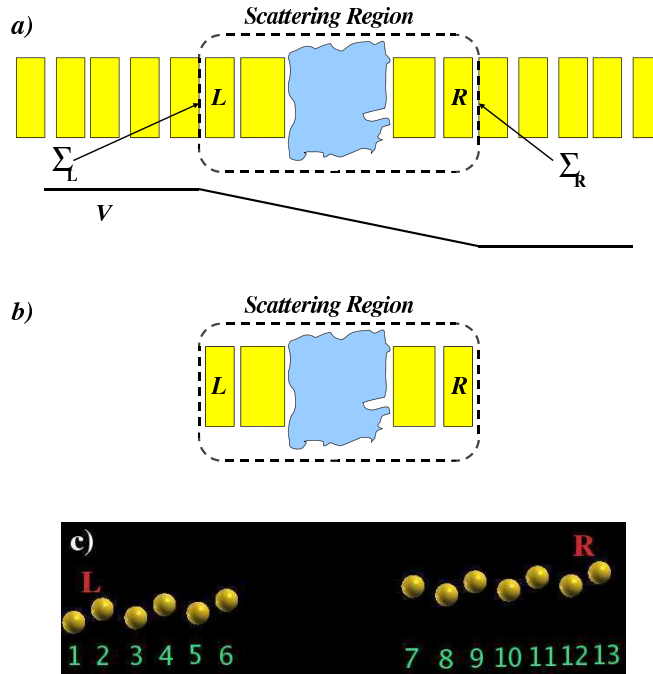 a)
Scattering Region
L
R
Σ_L
Σ_R
V
b)
Scattering Region
L
R
c)
L
R
1 2 3 4 5 6 7 8 9 10 11 12 13